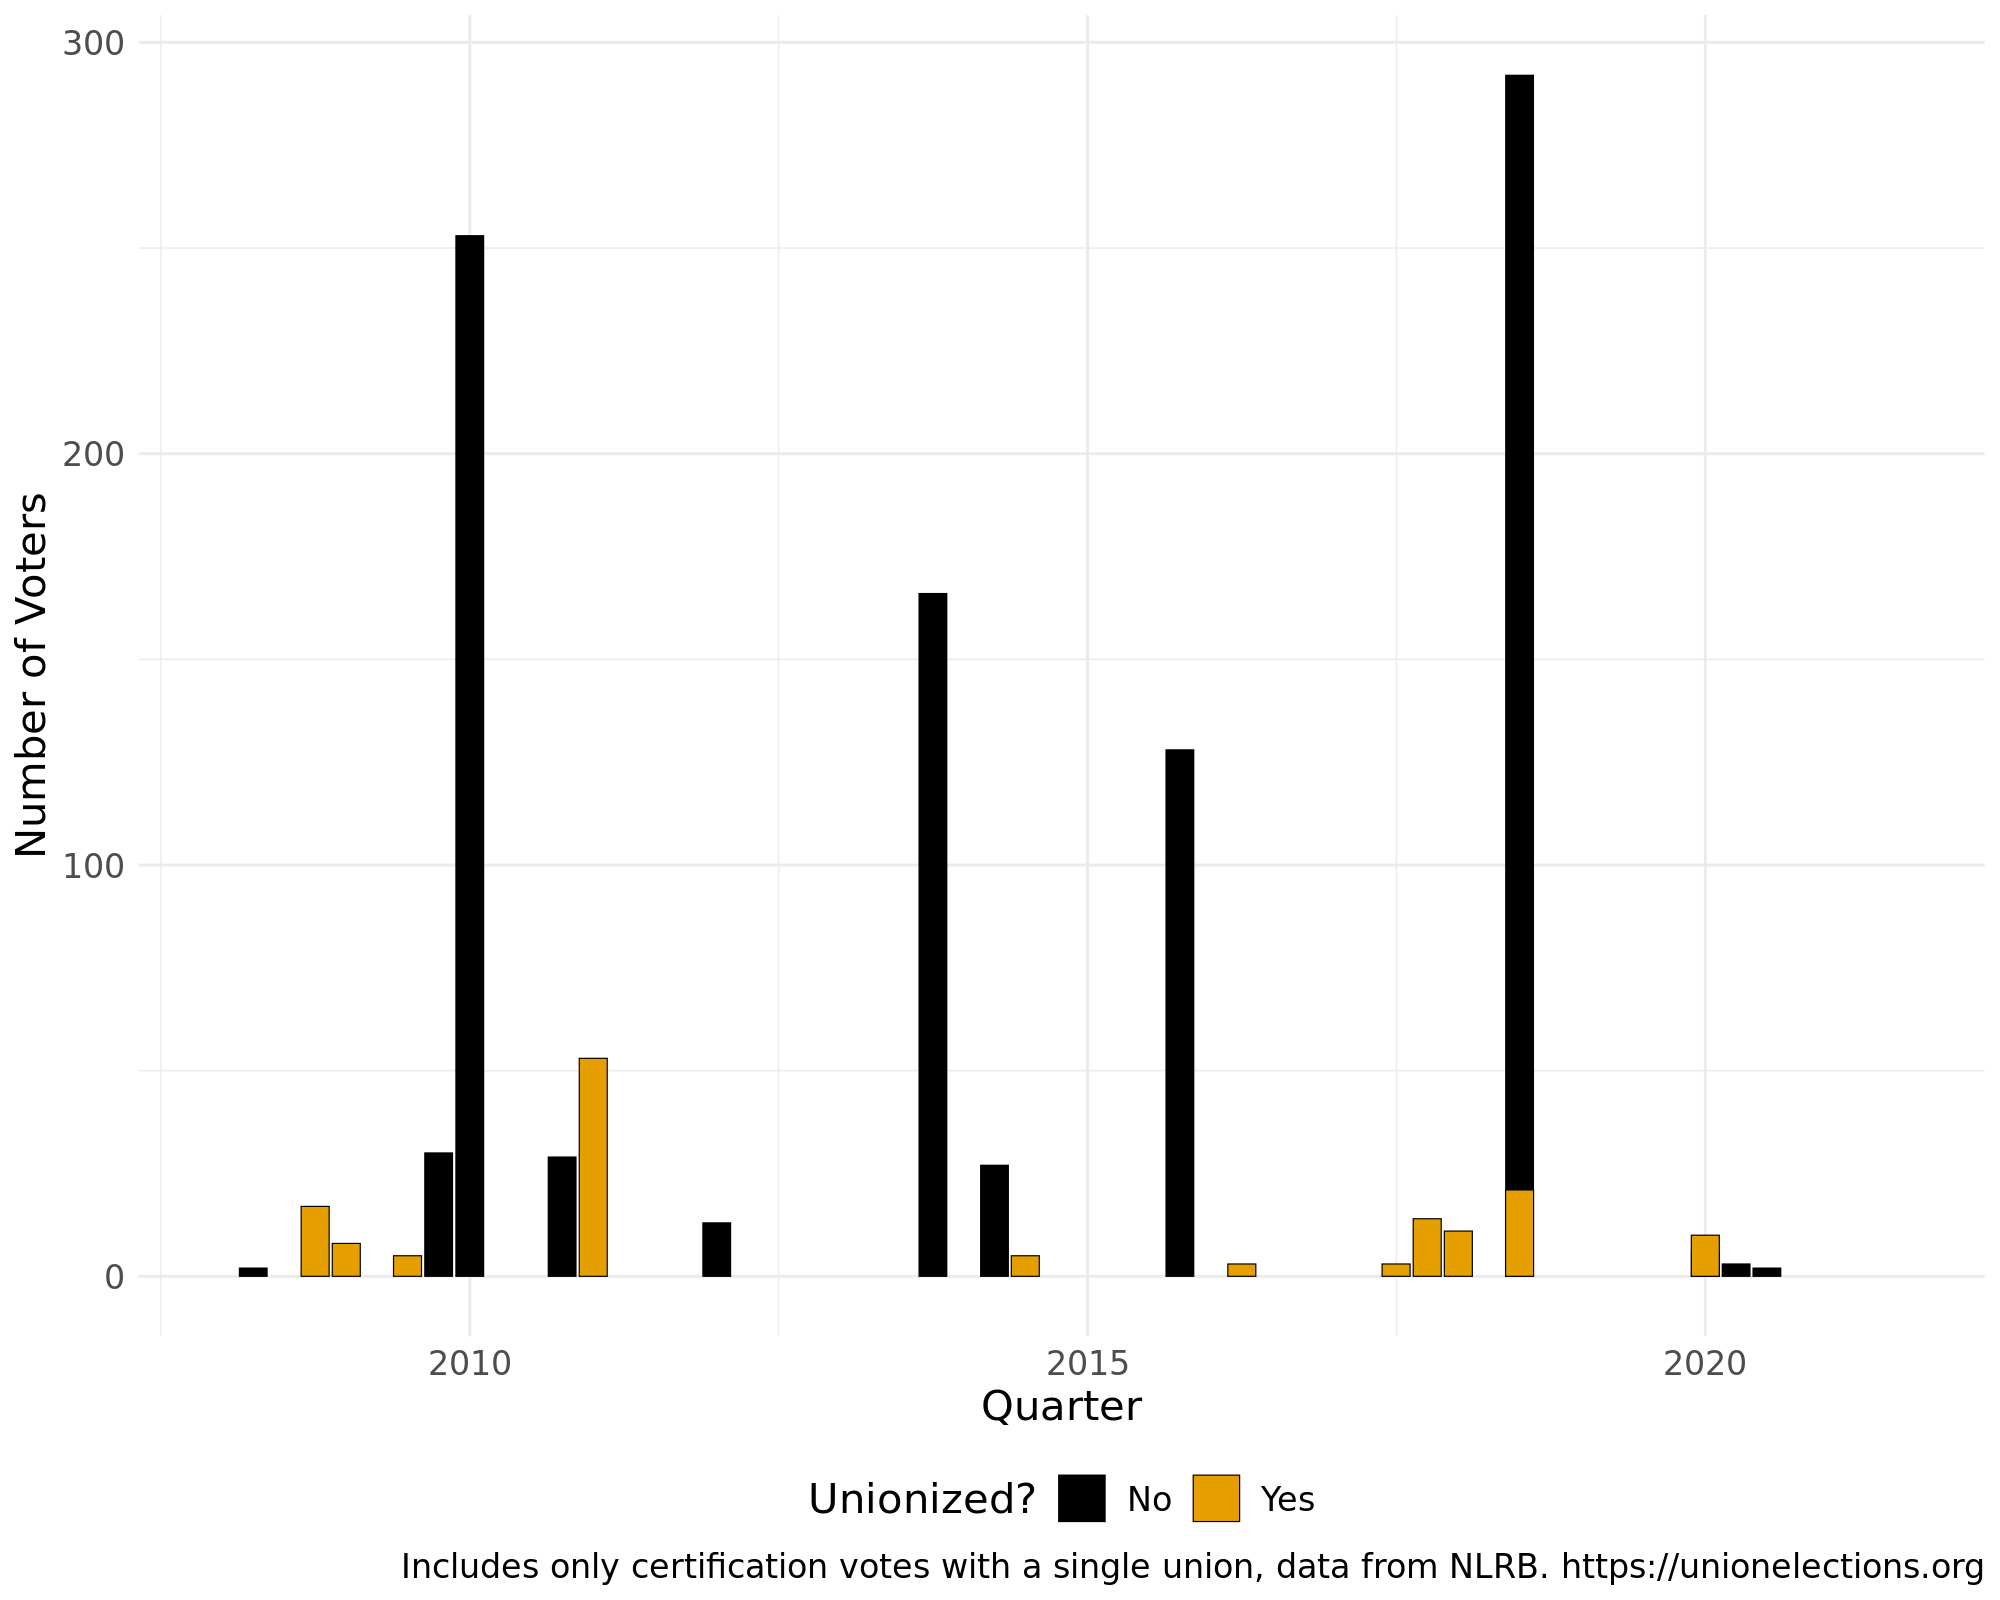 300
200
100
0
Number of Voters
2010
2015
2020
Quarter
Unionized?
No
Yes
Includes only certification votes with a single union, data from NLRB. https://unionelections.org